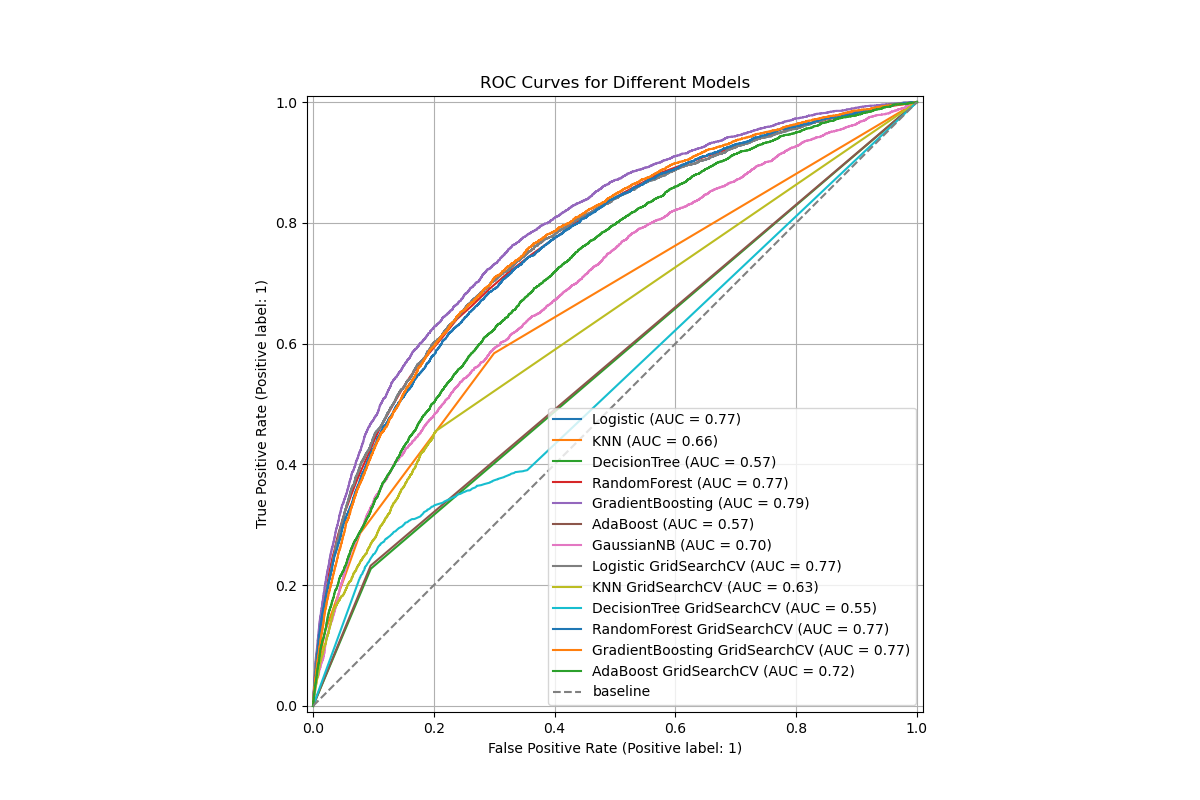 ROC Curves for Different Models
1.0
0.8
0.6
0.4
0.2
0.0
True Positive Rate (Positive label: 1)
Logistic (AUC = 0.77)
KNN (AUC = 0.66)
DecisionTree (AUC = 0.57)
RandomForest (AUC = 0.77)
GradientBoosting (AUC = 0.79)
AdaBoost (AUC = 0.57)
GaussianNB (AUC = 0.70)
Logistic GridSearchCV (AUC = 0.77)
KNN GridSearchCV (AUC = 0.63)
DecisionTree GridSearchCV (AUC = 0.55)
RandomForest GridSearchCV (AUC = 0.77)
GradientBoosting GridSearchCV (AUC = 0.77)
AdaBoost GridSearchCV (AUC = 0.72)
baseline
0.0 0.2 0.4 0.6 0.8 1.0
False Positive Rate (Positive label: 1)